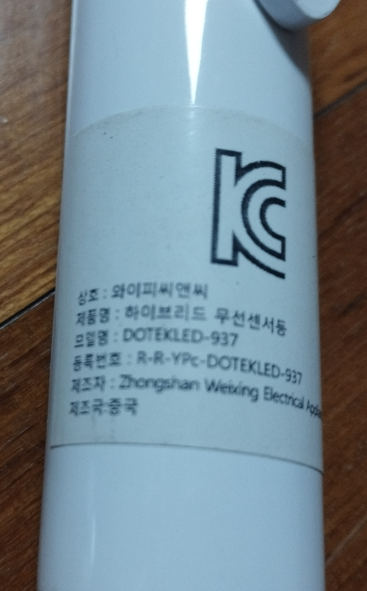 KC
상호 : 와이피씨앤씨
제품명 : 하이브리드 무선센서등
모델명 : DOTEKLED-937
등록번호 : R-R-YPc-DOTEKLED-937
제조자 : Zhongshan Weixing Electrical
제조국:중국